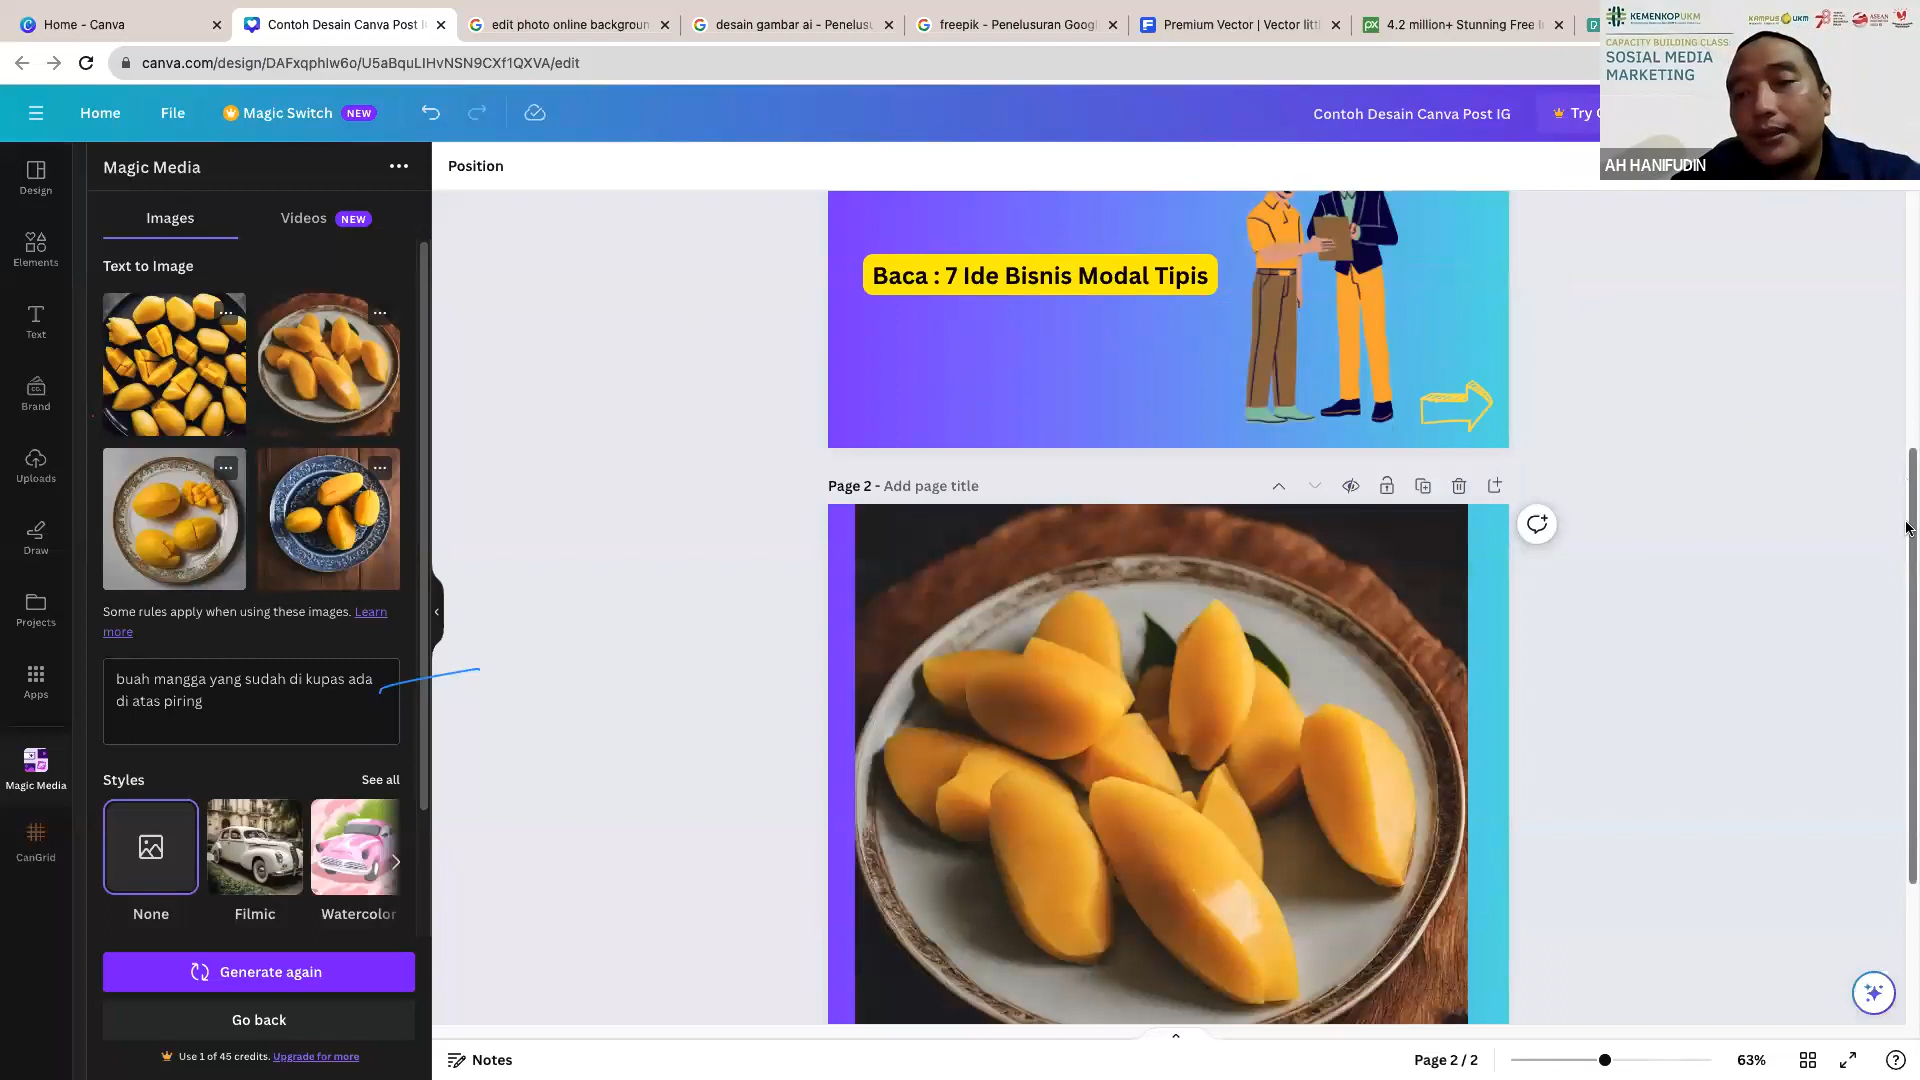 Home - Canva
Contoh Desain Canva Post I
edit photo online backgroun
desain gambar ai - Penelusu
freepik - Penelusuran Googl
Premium Vector | Vector litt
4.2 million+ Stunning Free I
canva.com/design/DAFxqphlw6o/U5aBquLIHvNSN9CXf1QXVA/edit
KEMENKOPUKM
KAMPUS UKM
ASEAN
CAPACITY BUILDING CLASS:
SOSIAL MEDIA
MARKETING
AH HANIFUDIN
Home
File
Magic Switch
NEW
Contoh Desain Canva Post IG
Try
Design
Elements
Text
Brand
Uploads
Draw
Projects
Apps
Magic Media
CanGrid
Magic Media
Images
Videos
NEW
Text to Image
Some rules apply when using these images. Learn
more
buah mangga yang sudah di kupas ada
di atas piring
Styles
See all
None
Filmic
Watercolor
Generate again
Go back
Use 1 of 45 credits. Upgrade for more
Position
Baca : 7 Ide Bisnis Modal Tipis
Page 2 - Add page title
Notes
Page 2 / 2
63%